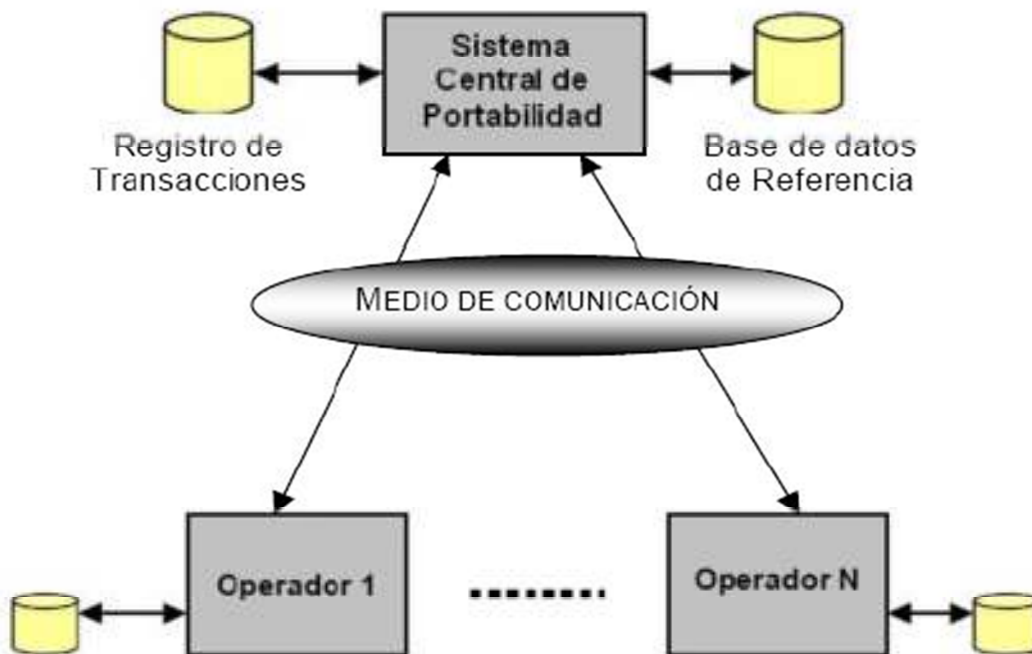 Sistema
Central de
Portabilidad
Registro de
Transacciones
Base de datos
de Referencia
MEDIO DE COMUNICACIÓN
Operador 1
Operador N